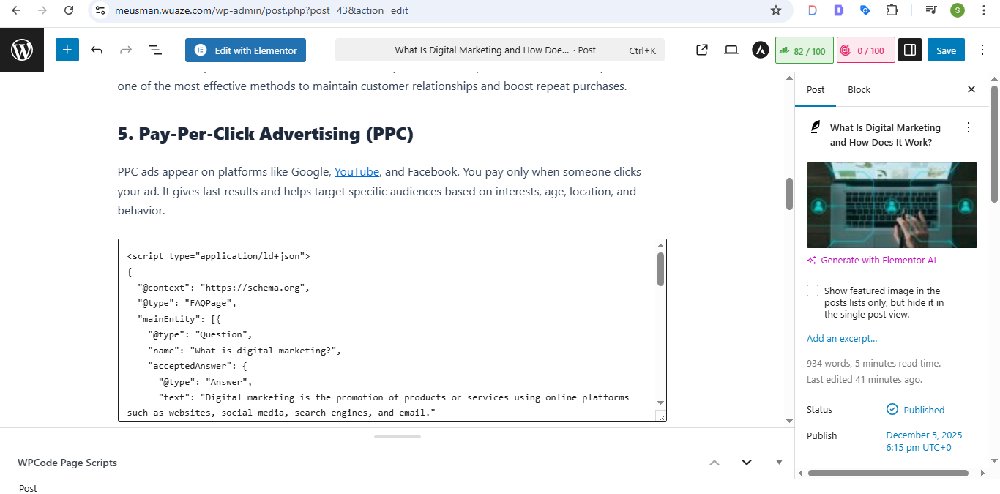 meusman.wuaze.com/wp-admin/post.php?post=43&action=edit
S
Edit with Elementor
What Is Digital Marketing and How Doe... · Post
Ctrl+K
82 / 100
0 / 100
Save
one of the most effective methods to maintain customer relationships and boost repeat purchases.
5. Pay-Per-Click Advertising (PPC)
PPC ads appear on platforms like Google, YouTube, and Facebook. You pay only when someone clicks
your ad. It gives fast results and helps target specific audiences based on interests, age, location, and
behavior.
<script type="application/ld+json">
{
"@context": "https://schema.org",
"@type": "FAQPage",
"mainEntity": [{
"@type": "Question",
"name": "What is digital marketing?",
"acceptedAnswer": {
"@type": "Answer",
"text": "Digital marketing is the promotion of products or services using online platforms
such as websites, social media, search engines, and email."
WPCode Page Scripts
Post
Post
Block
What Is Digital Marketing
and How Does It Work?
Generate with Elementor AI
Show featured image in the
posts lists only, but hide it in
the single post view.
Add an excerpt...
934 words, 5 minutes read time.
Last edited 41 minutes ago.
Status
Published
Publish
December 5, 2025
6:15 pm UTC+0